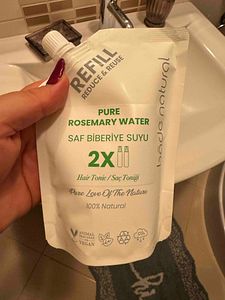 REFILL
REDUCE & REUSE
bade natural
PURE
ROSEMARY WATER
SAF BİBERİYE SUYU
2X
Hair Tonic / Saç Toniği
Pure Love Of The Nature
100% Natural
VEGAN